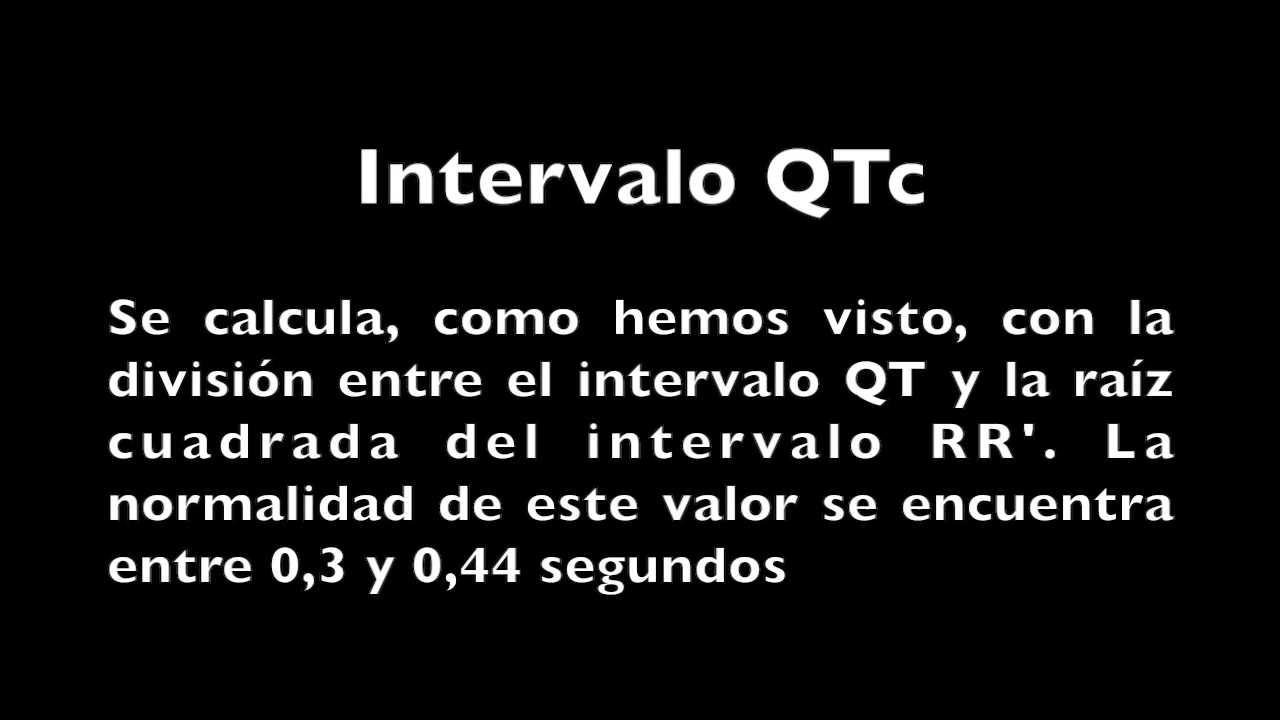 Intervalo QTc
Se calcula, como hemos visto, con la
división entre el intervalo QT y la raíz
cuadrada del intervalo RR'. La
normalidad de este valor se encuentra
entre 0,3 y 0,44 segundos